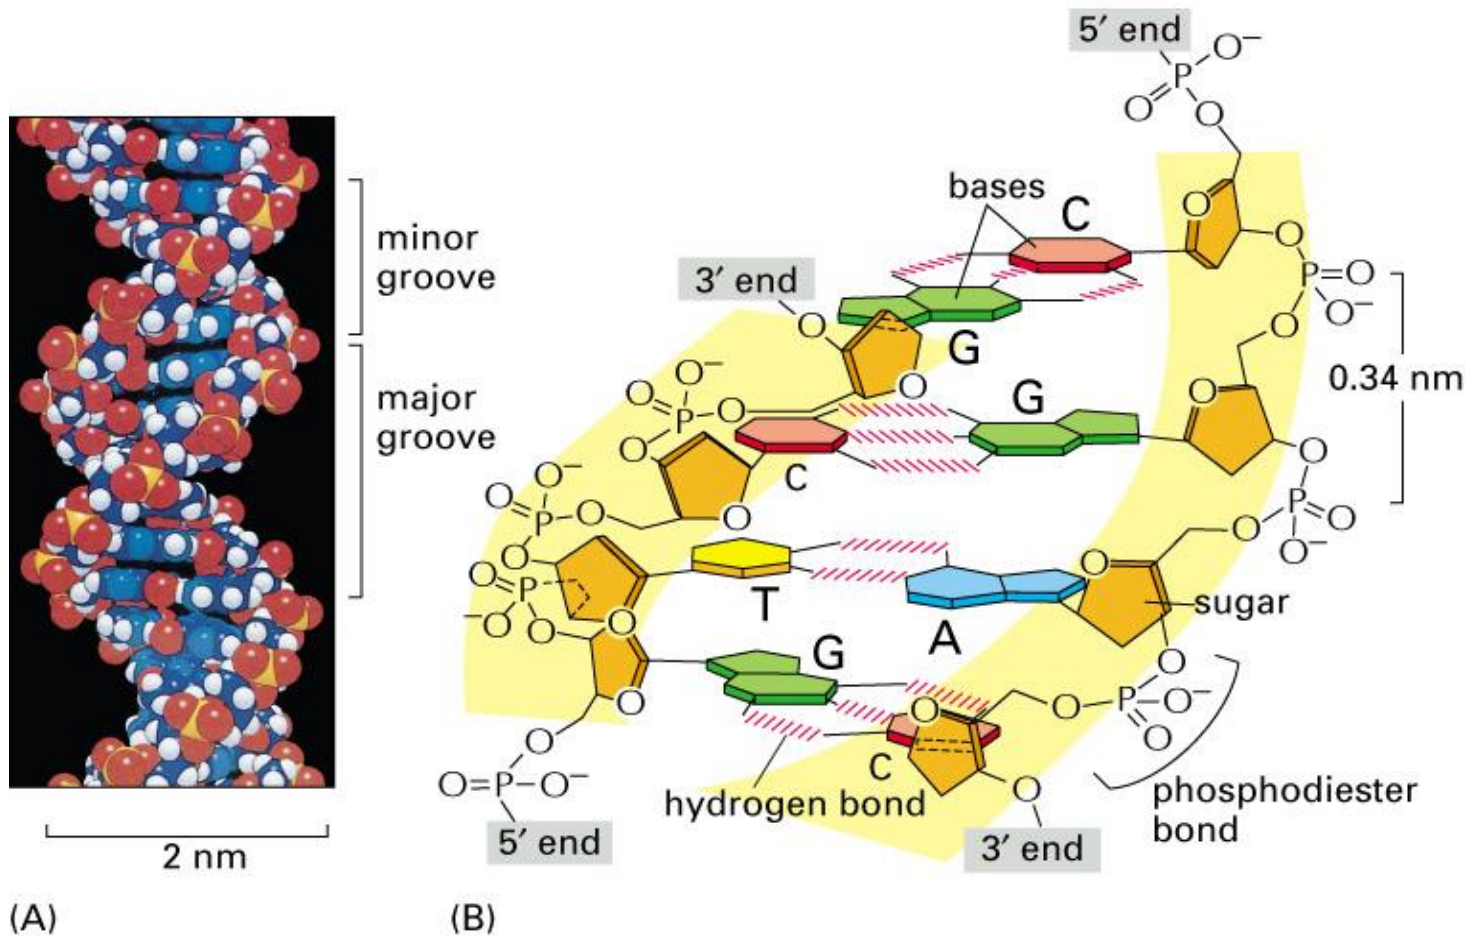 minor
groove
major
groove
2 nm
(A)
5′ end
P
O−
O
O
bases
C
O
O
3′ end
O
P=O
O−
O
G
O
0.34 nm
O−
O
P
O
O
C
G
O
O
O−
O
P
O
O
P
O
O−
O
T
A
O
O
P
O−
O
O
sugar
G
O
O
O
P
O−
O
O
C
O
O
O=P−O−
hydrogen bond
phosphodiester
bond
5′ end
3′ end
(B)